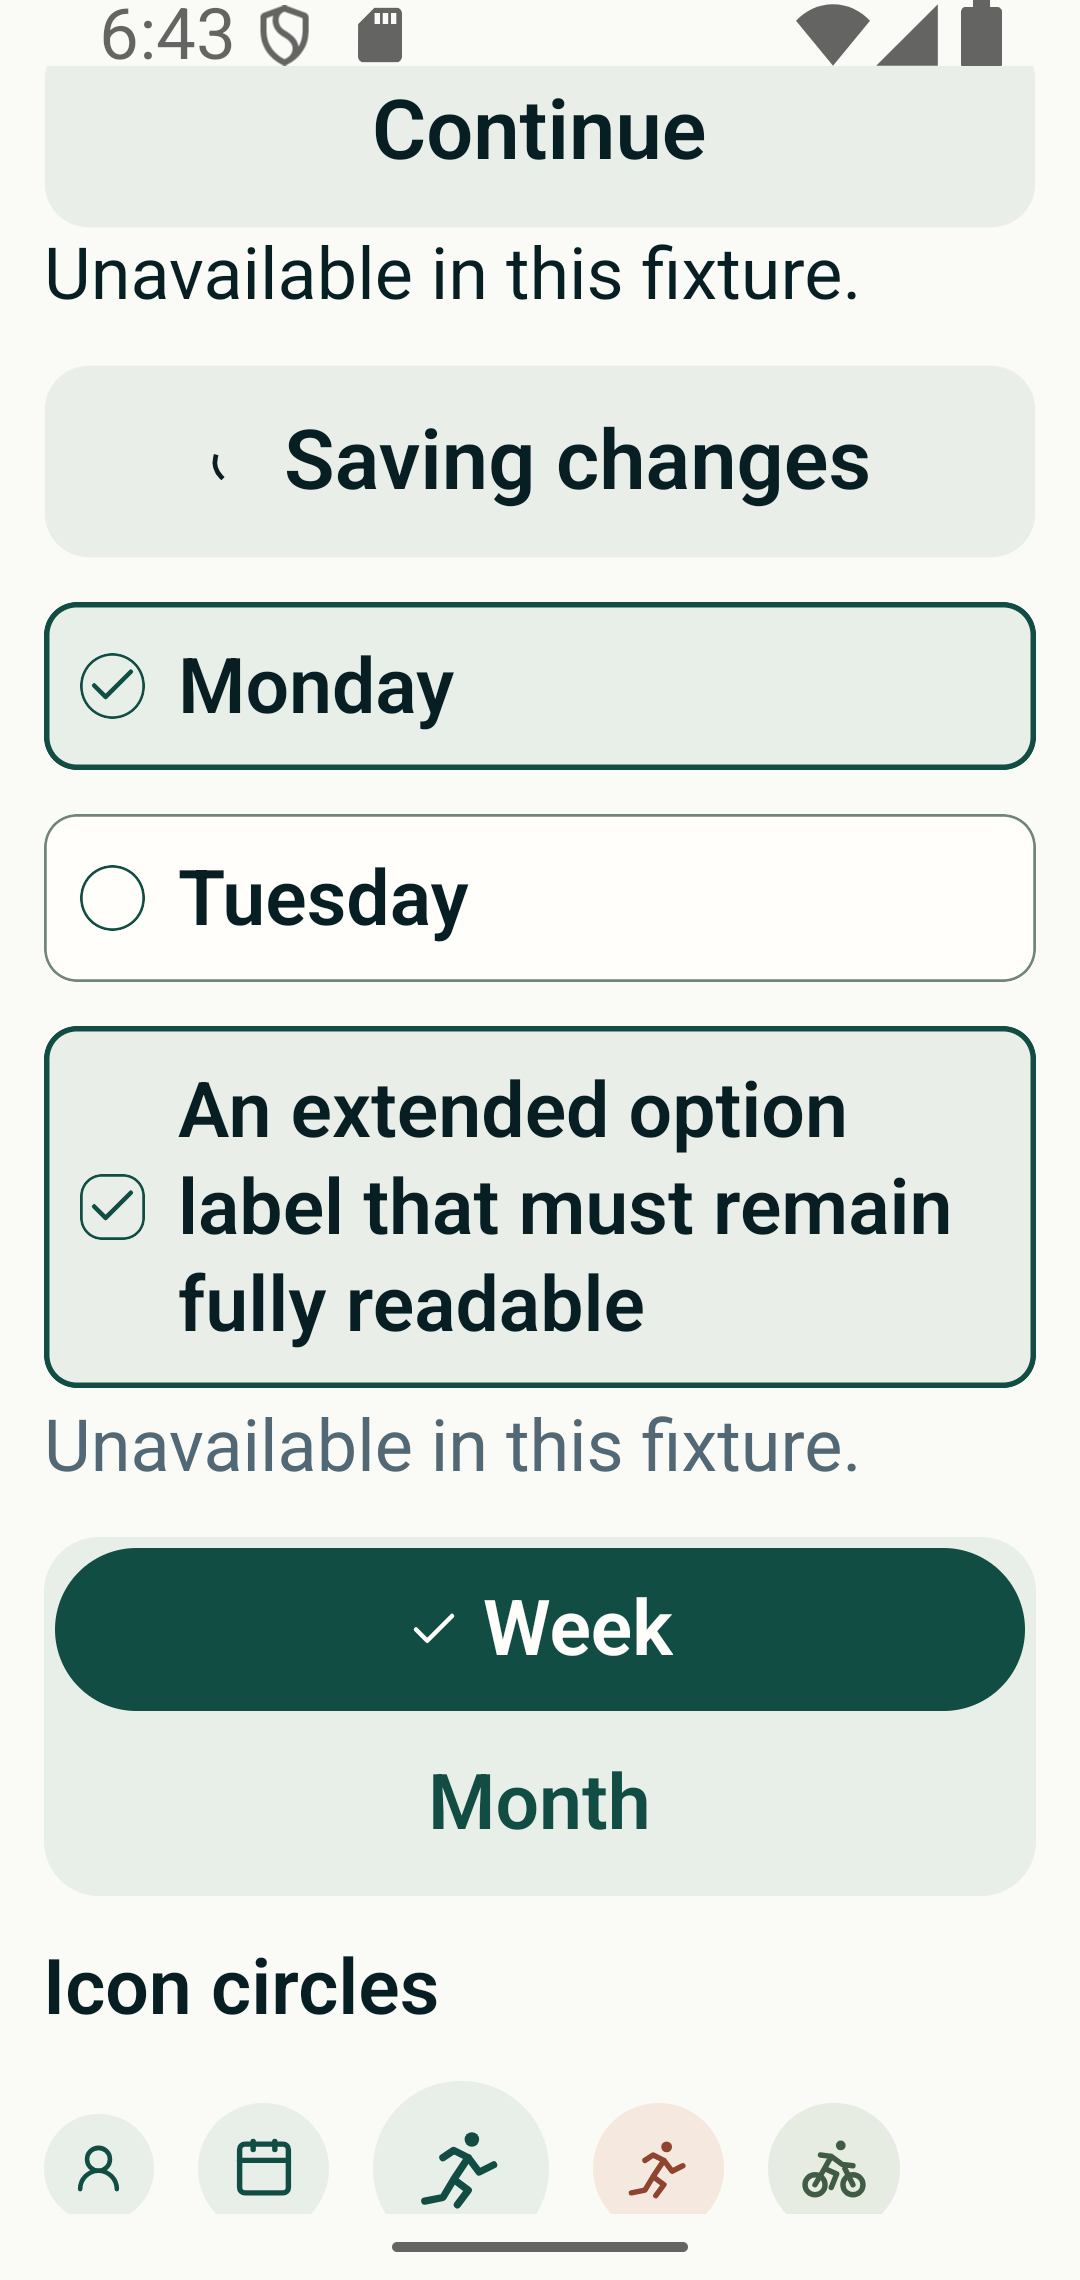 6:43
Continue
Unavailable in this fixture.
Saving changes
Monday
Tuesday
An extended option
label that must remain
fully readable
Unavailable in this fixture.
Week
Month
Icon circles